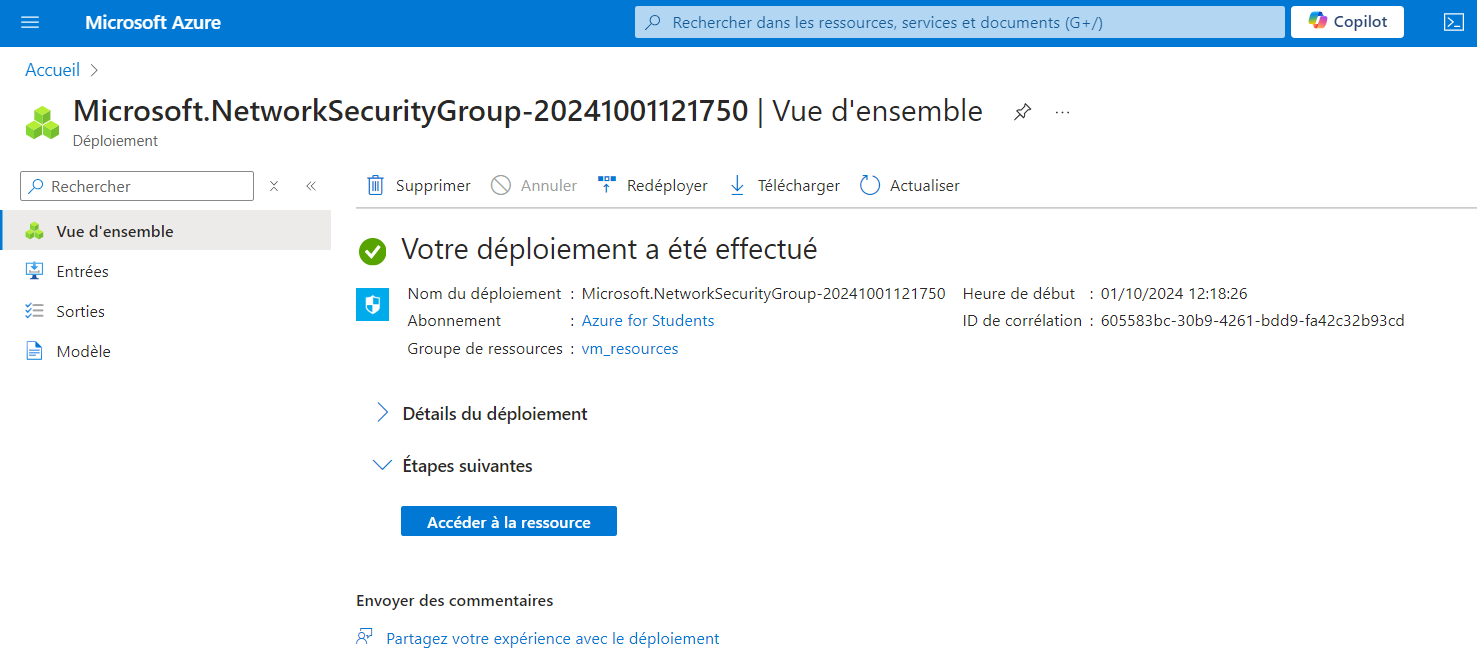 Microsoft Azure
Rechercher dans les ressources, services et documents (G+/)
Copilot
Accueil
Microsoft.NetworkSecurityGroup-20241001121750 | Vue d'ensemble
Déploiement
Rechercher
Supprimer
Annuler
Redéployer
Télécharger
Actualiser
Vue d'ensemble
Entrées
Sorties
Modèle
Votre déploiement a été effectué
Nom du déploiement : Microsoft.NetworkSecurityGroup-20241001121750
Heure de début : 01/10/2024 12:18:26
Abonnement : Azure for Students
ID de corrélation : 605583bc-30b9-4261-bdd9-fa42c32b93cd
Groupe de ressources : vm_resources
Détails du déploiement
Étapes suivantes
Accéder à la ressource
Envoyer des commentaires
Partagez votre expérience avec le déploiement